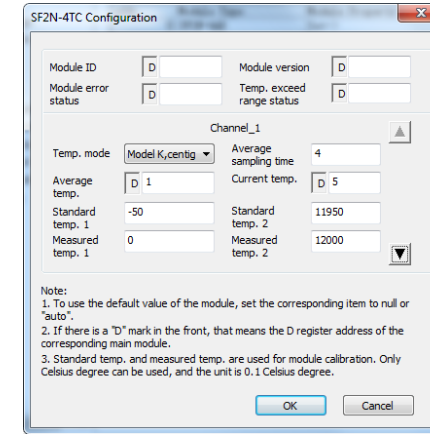 SF2N-4TC Configuration
Module ID D Module version D
Module error status D Temp. exceed range status D
Channel_1
Temp. mode Model K,centig Average sampling time 4
Average temp. D 1 Current temp. D 5
Standard temp. 1 -50 Standard temp. 2 11950
Measured temp. 1 0 Measured temp. 2 12000
Note:
1. To use the default value of the module, set the corresponding item to null or
"auto".
2. If there is a "D" mark in the front, that means the D register address of the
corresponding main module.
3. Standard temp. and measured temp. are used for module calibration. Only
Celsius degree can be used, and the unit is 0.1 Celsius degree.
OK Cancel